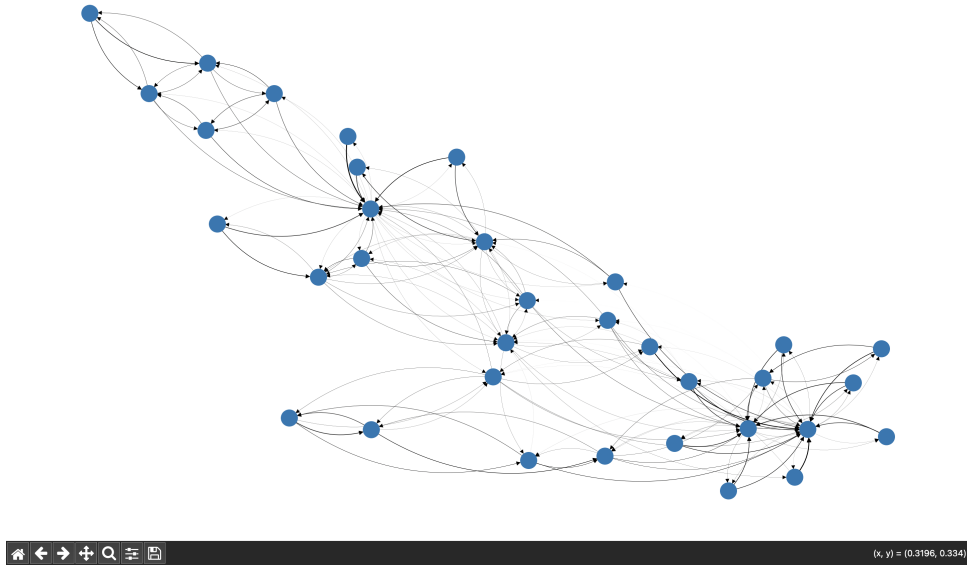 (x, y) = (0.3196, 0.334)